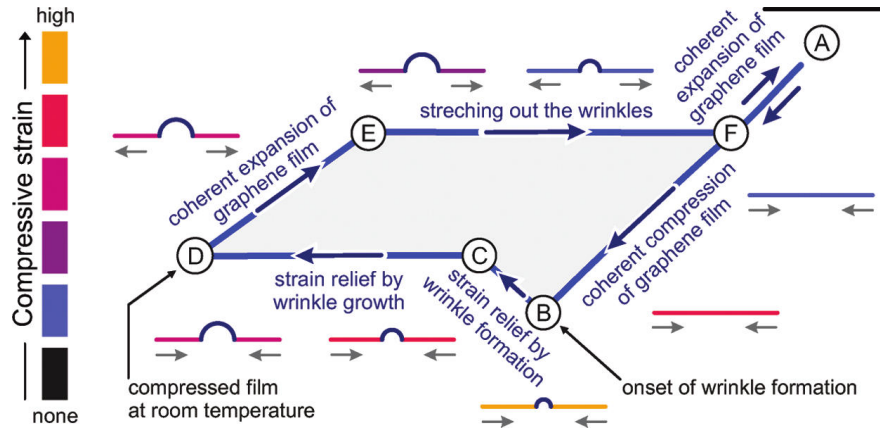 high
Compressive strain
none
coherent expansion of
graphene film
E
streching out the wrinkles
coherent
expansion of
graphene film
A
F
D
strain relief by
wrinkle growth
C
strain relief by
wrinkle formation
B
coherent compression
of graphene film
compressed film
at room temperature
onset of wrinkle formation